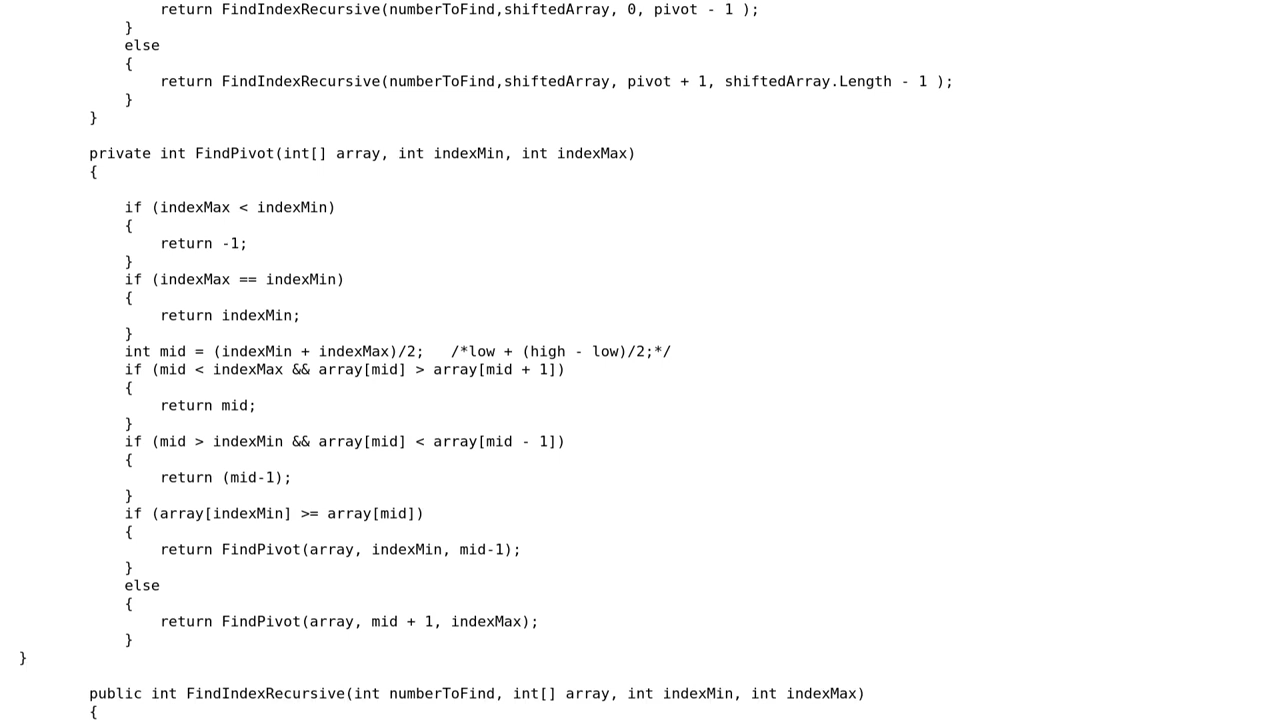 return FindIndexRecursive(numberToFind,shiftedArray, 0, pivot - 1 );
        }
        else
        {
            return FindIndexRecursive(numberToFind,shiftedArray, pivot + 1, shiftedArray.Length - 1 );
        }
    }

    private int FindPivot(int[] array, int indexMin, int indexMax)
    {

        if (indexMax < indexMin)
        {
            return -1;
        }
        if (indexMax == indexMin)
        {
            return indexMin;
        }
        int mid = (indexMin + indexMax)/2;   /*low + (high - low)/2;*/
        if (mid < indexMax && array[mid] > array[mid + 1])
        {
            return mid;
        }
        if (mid > indexMin && array[mid] < array[mid - 1])
        {
            return (mid-1);
        }
        if (array[indexMin] >= array[mid])
        {
            return FindPivot(array, indexMin, mid-1);
        }
        else
        {
            return FindPivot(array, mid + 1, indexMax);
        }
}

    public int FindIndexRecursive(int numberToFind, int[] array, int indexMin, int indexMax)
    {